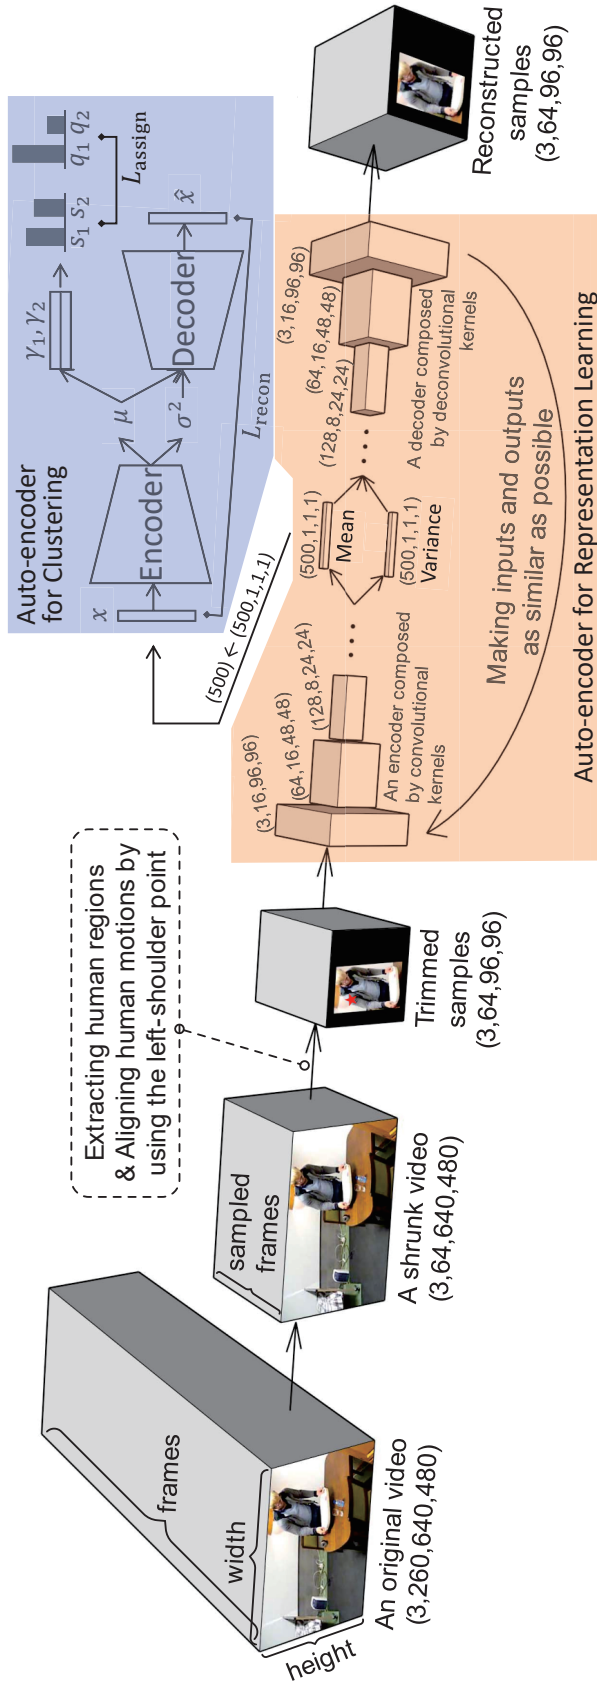 frames
width
height
An original video
(3,260,640,480)
sampled
frames
A shrunk video
(3,64,640,480)
Extracting human regions
& Aligning human motions by
using the left-shoulder point
Trimmed
samples
(3,64,96,96)
(3,16,96,96)
(64,16,48,48)
(128,8,24,24)
An encoder composed
by convolutional
kernels
(500,1,1,1)
Mean
(500,1,1,1)
Variance
(128,8,24,24)
(64,16,48,48)
(3,16,96,96)
A decoder composed
by deconvolutional
kernels
Making inputs and outputs
as similar as possible
Auto-encoder for Representation Learning
(500) ← (500,1,1,1)
Auto-encoder
for Clustering
x
Encoder
μ
σ²
γ₁,γ₂
Decoder
x̂
s₁ s₂
q₁ q₂
L_assign
L_recon
Reconstructed
samples
(3,64,96,96)